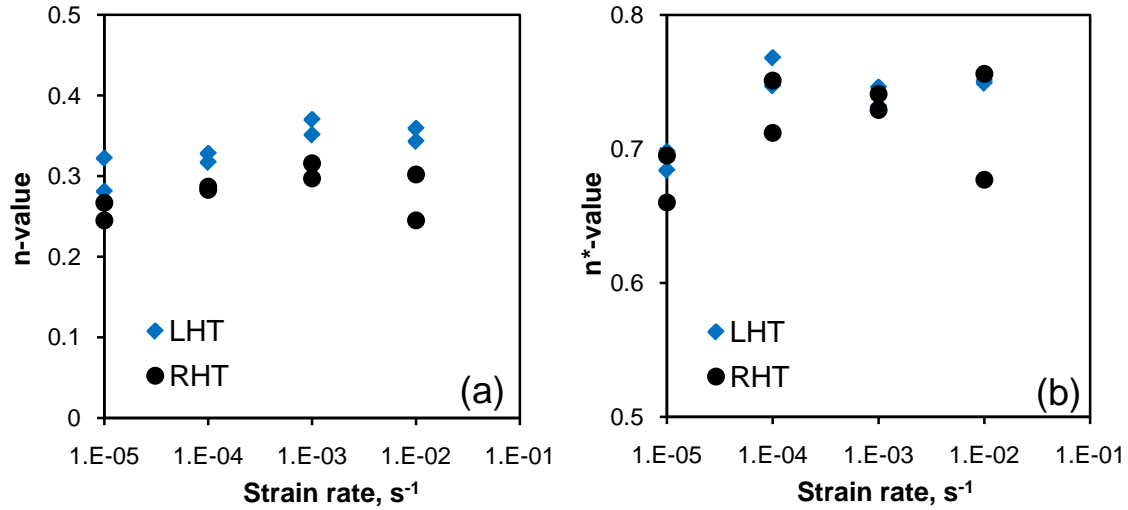 0.5
0.4
0.3
0.2
0.1
0
n-value
LHT
RHT
(a)
1.E-05 1.E-04 1.E-03 1.E-02 1.E-01
Strain rate, s⁻¹
0.8
0.7
0.6
0.5
n*-value
LHT
RHT
(b)
1.E-05 1.E-04 1.E-03 1.E-02 1.E-01
Strain rate, s⁻¹